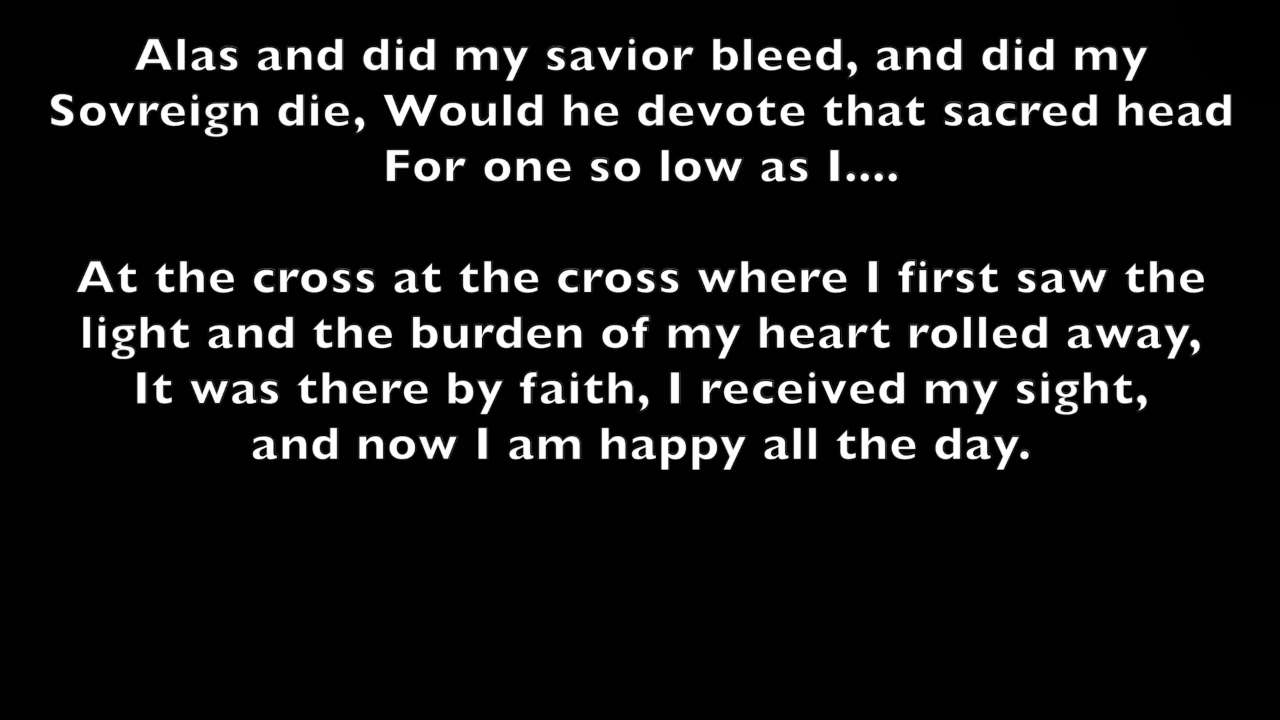 Alas and did my savior bleed, and did my
Sovreign die, Would he devote that sacred head
For one so low as I....
At the cross at the cross where I first saw the
light and the burden of my heart rolled away,
It was there by faith, I received my sight,
and now I am happy all the day.